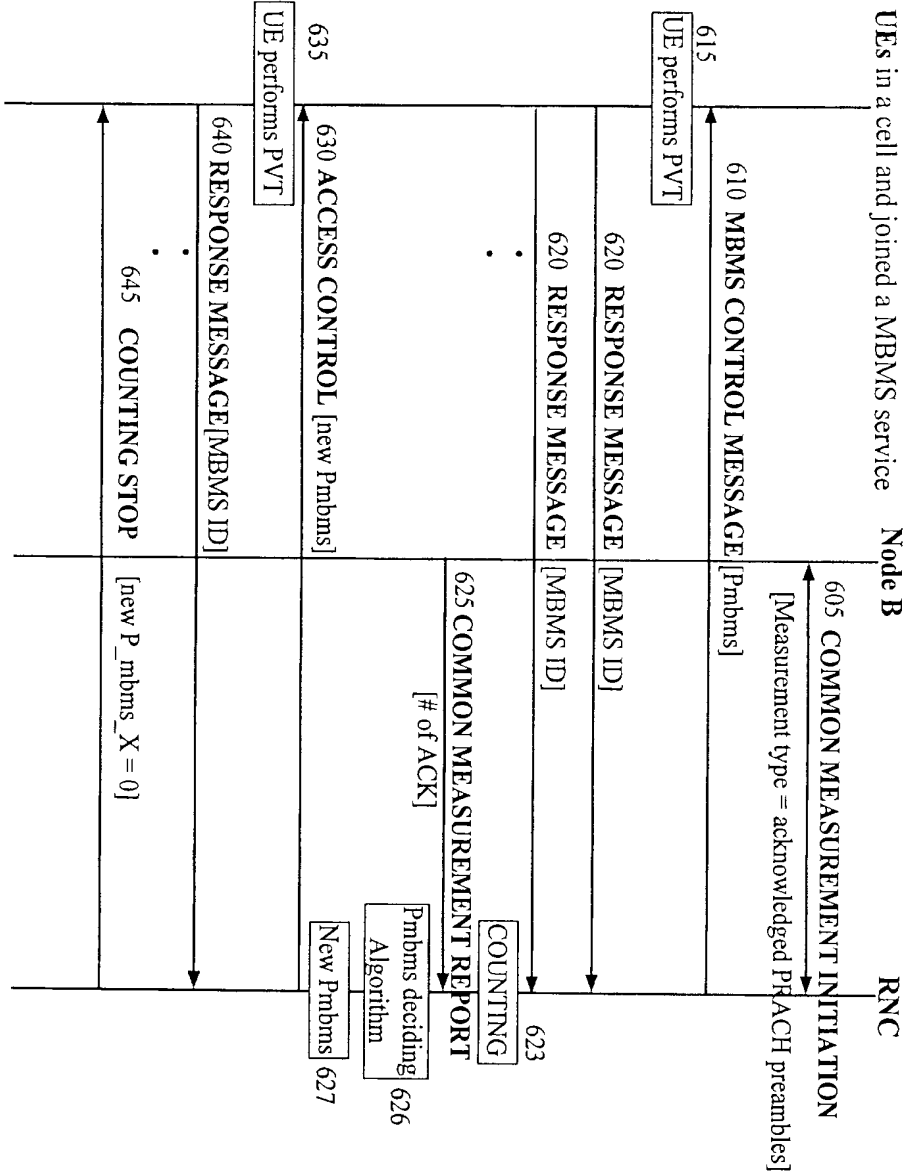 UEs in a cell and joined a MBMS service
Node B
RNC
605 COMMON MEASUREMENT INITIATION
[Measurement type = acknowledged PRACH preambles]
610 MBMS CONTROL MESSAGE [Pmbms]
615
UE performs PVT
620 RESPONSE MESSAGE [MBMS ID]
620 RESPONSE MESSAGE [MBMS ID]
COUNTING
623
625 COMMON MEASUREMENT REPORT
[# of ACK]
Pmbms deciding
Algorithm
626
New Pmbms
627
630 ACCESS CONTROL [new Pmbms]
635
UE performs PVT
640 RESPONSE MESSAGE[MBMS ID]
645 COUNTING STOP [new P_mbms_X = 0]